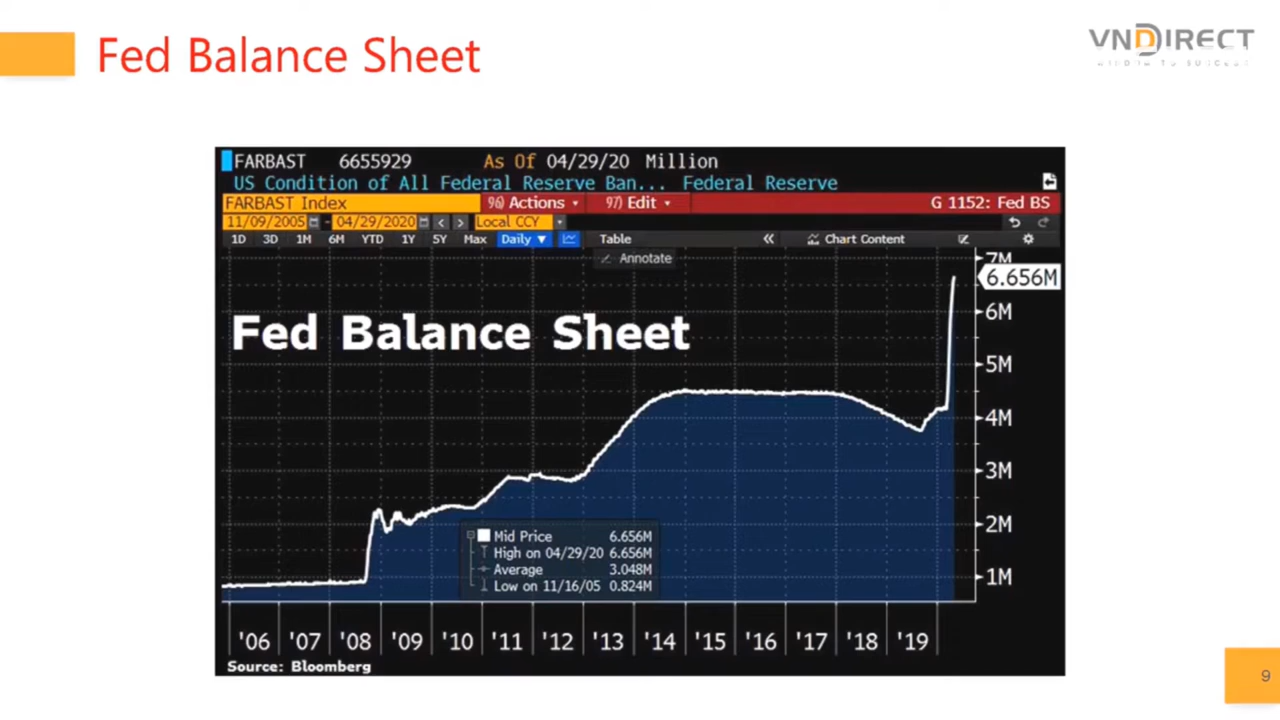 Fed Balance Sheet
VNDIRECT
WINDOW TO SUCCESS
FARBAST 6655929 As Of 04/29/20 Million
US Condition of All Federal Reserve Ban... Federal Reserve
FARBAST Index 96) Actions 97) Edit G 1152: Fed BS
11/09/2005 - 04/29/2020 < > Local CCY
1D 3D 1M 6M YTD 1Y 5Y Max Daily ▼ Table « Chart Content
Annotate
7M
6.656M
6M
Fed Balance Sheet
5M
4M
3M
2M
Mid Price 6.656M
High on 04/29/20 6.656M
Average 3.048M
1M
Low on 11/16/05 0.824M
'06 '07 '08 '09 '10 '11 '12 '13 '14 '15 '16 '17 '18 '19
Source: Bloomberg
9